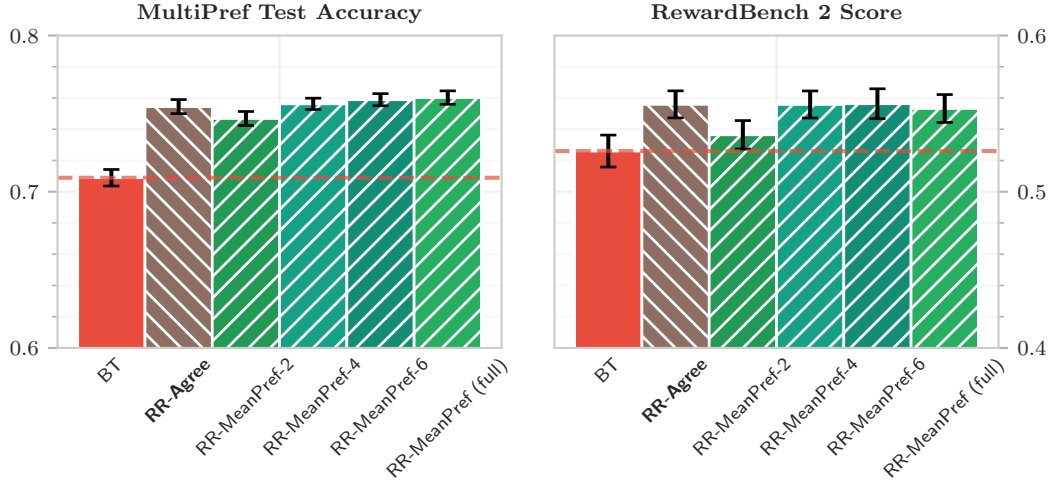 MultiPref Test Accuracy
0.8
0.7
0.6
BT
RR-Agree
RR-MeanPref-2
RR-MeanPref-4
RR-MeanPref-6
RR-MeanPref (full)
RewardBench 2 Score
0.6
0.5
0.4
BT
RR-Agree
RR-MeanPref-2
RR-MeanPref-4
RR-MeanPref-6
RR-MeanPref (full)